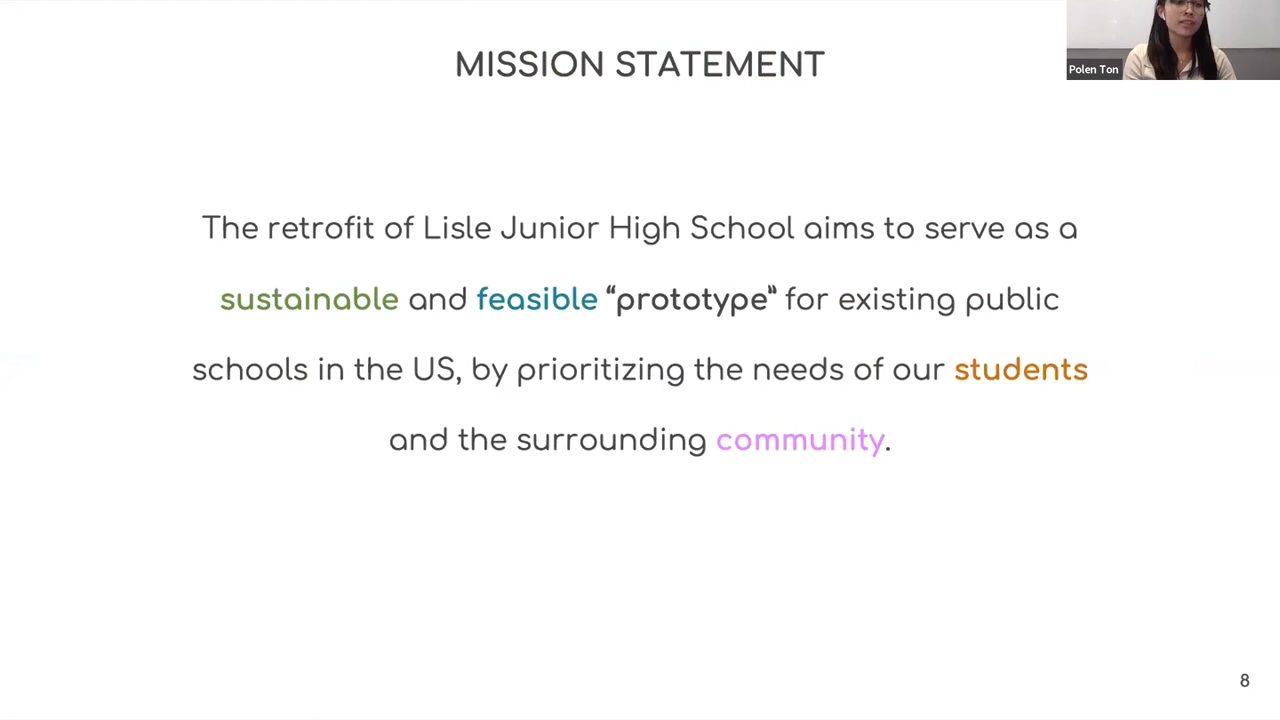 MISSION STATEMENT
Polen Ton
The retrofit of Lisle Junior High School aims to serve as a
sustainable and feasible “prototype” for existing public
schools in the US, by prioritizing the needs of our students
and the surrounding community.
8